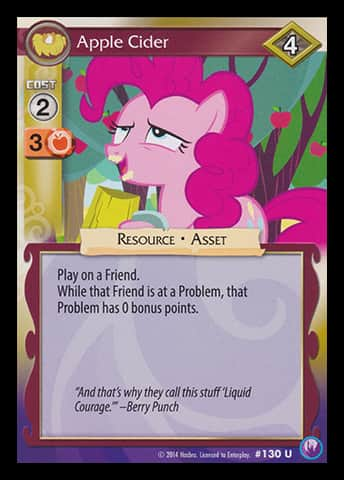 Apple Cider
4
COST
2
3
RESOURCE • ASSET
Play on a Friend.
While that Friend is at a Problem, that
Problem has 0 bonus points.
"And that's why they call this stuff 'Liquid
Courage.'" –Berry Punch
© 2014 Hasbro. Licensed to Enterplay. #130 U